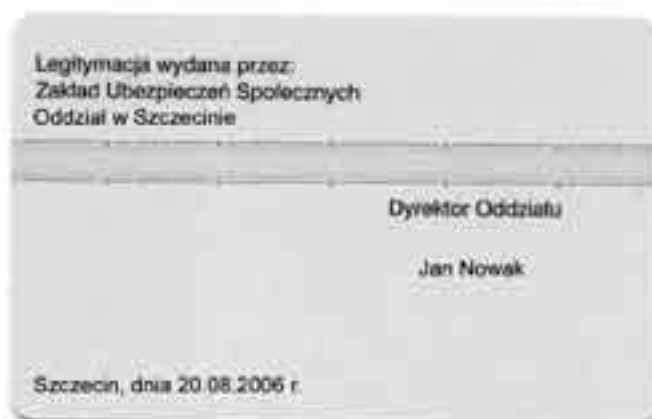 Legitymacja wydana przez:
Zakład Ubezpieczeń Społecznych
Oddział w Szczecinie
Dyrektor Oddziału
Jan Nowak
Szczecin, dnia 20.08.2006 r.